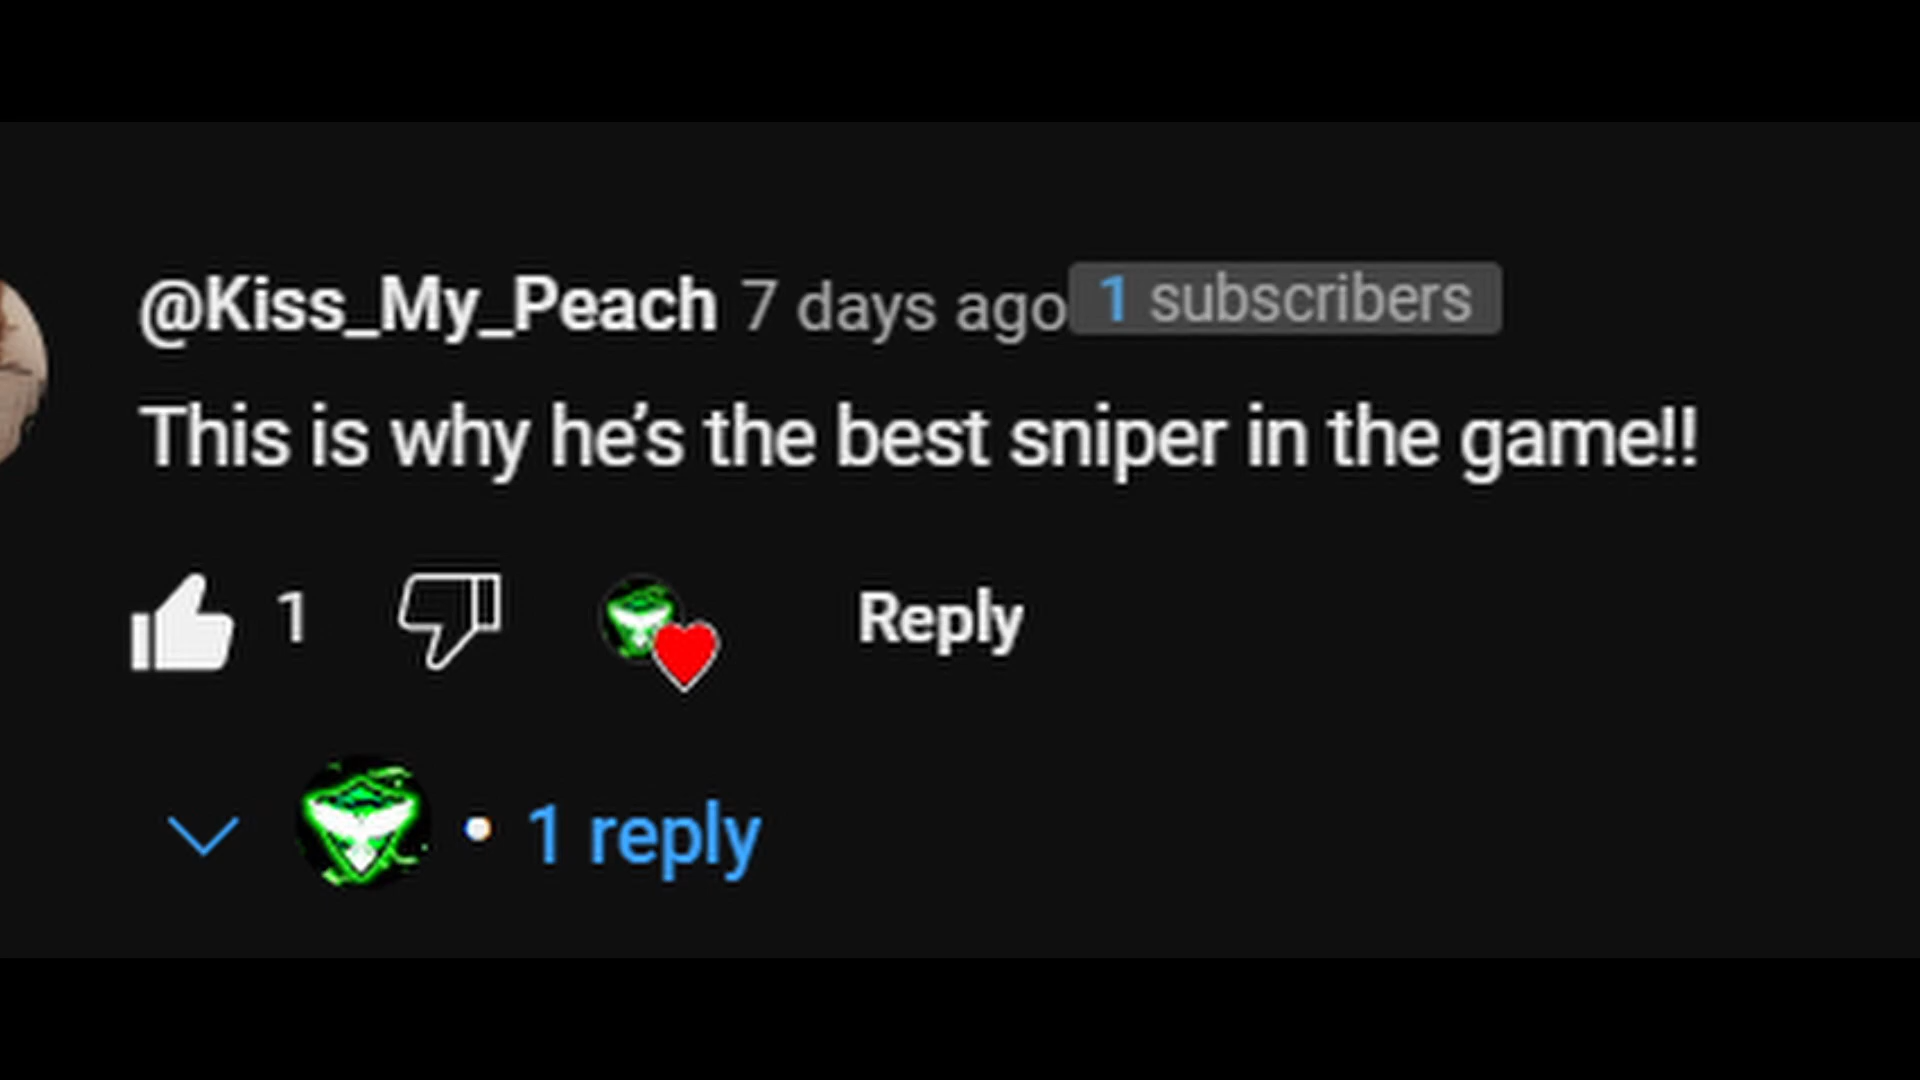 @Kiss_My_Peach 7 days ago 1 subscribers
This is why he’s the best sniper in the game!!
1 Reply
1 reply